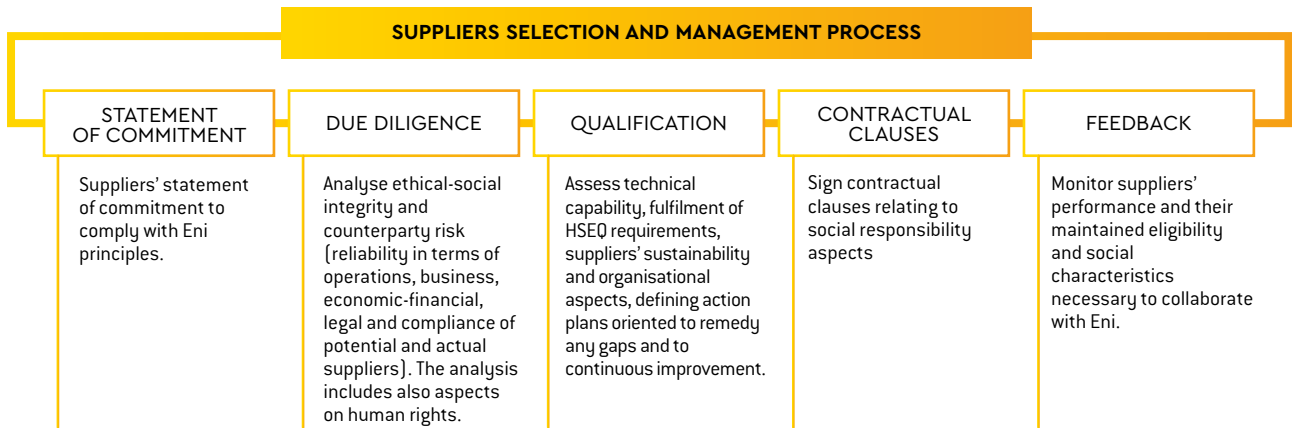 SUPPLIERS SELECTION AND MANAGEMENT PROCESS
STATEMENT
OF COMMITMENT
Suppliers’ statement
of commitment to
comply with Eni
principles.
DUE DILIGENCE
Analyse ethical-social
integrity and
counterparty risk
(reliability in terms of
operations, business,
economic-financial,
legal and compliance of
potential and actual
suppliers). The analysis
includes also aspects
on human rights.
QUALIFICATION
Assess technical
capability, fulfilment of
HSEQ requirements,
suppliers’ sustainability
and organisational
aspects, defining action
plans oriented to remedy
any gaps and to
continuous improvement.
CONTRACTUAL
CLAUSES
Sign contractual
clauses relating to
social responsibility
aspects
FEEDBACK
Monitor suppliers’
performance and their
maintained eligibility
and social
characteristics
necessary to collaborate
with Eni.